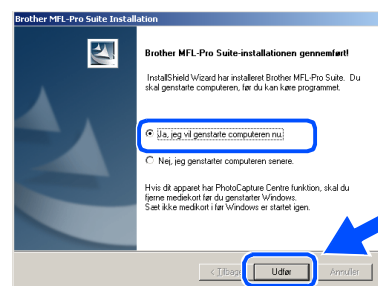 Brother MFL-Pro Suite Installation
Brother MFL-Pro Suite-installationen gennemført!
InstallShield Wizard har installeret Brother MFL-Pro Suite. Du
skal genstarte computeren, før du kan køre programmet.
Ja, jeg vil genstarte computeren nu.
Nej, jeg genstarter computeren senere.
Hvis dit apparat har PhotoCapture Centre funktion, skal du
fjerne mediekort før du genstarter Windows.
Sæt ikke mediekort i før Windows er startet igen.
< Tilbage
Udfør
Annuller